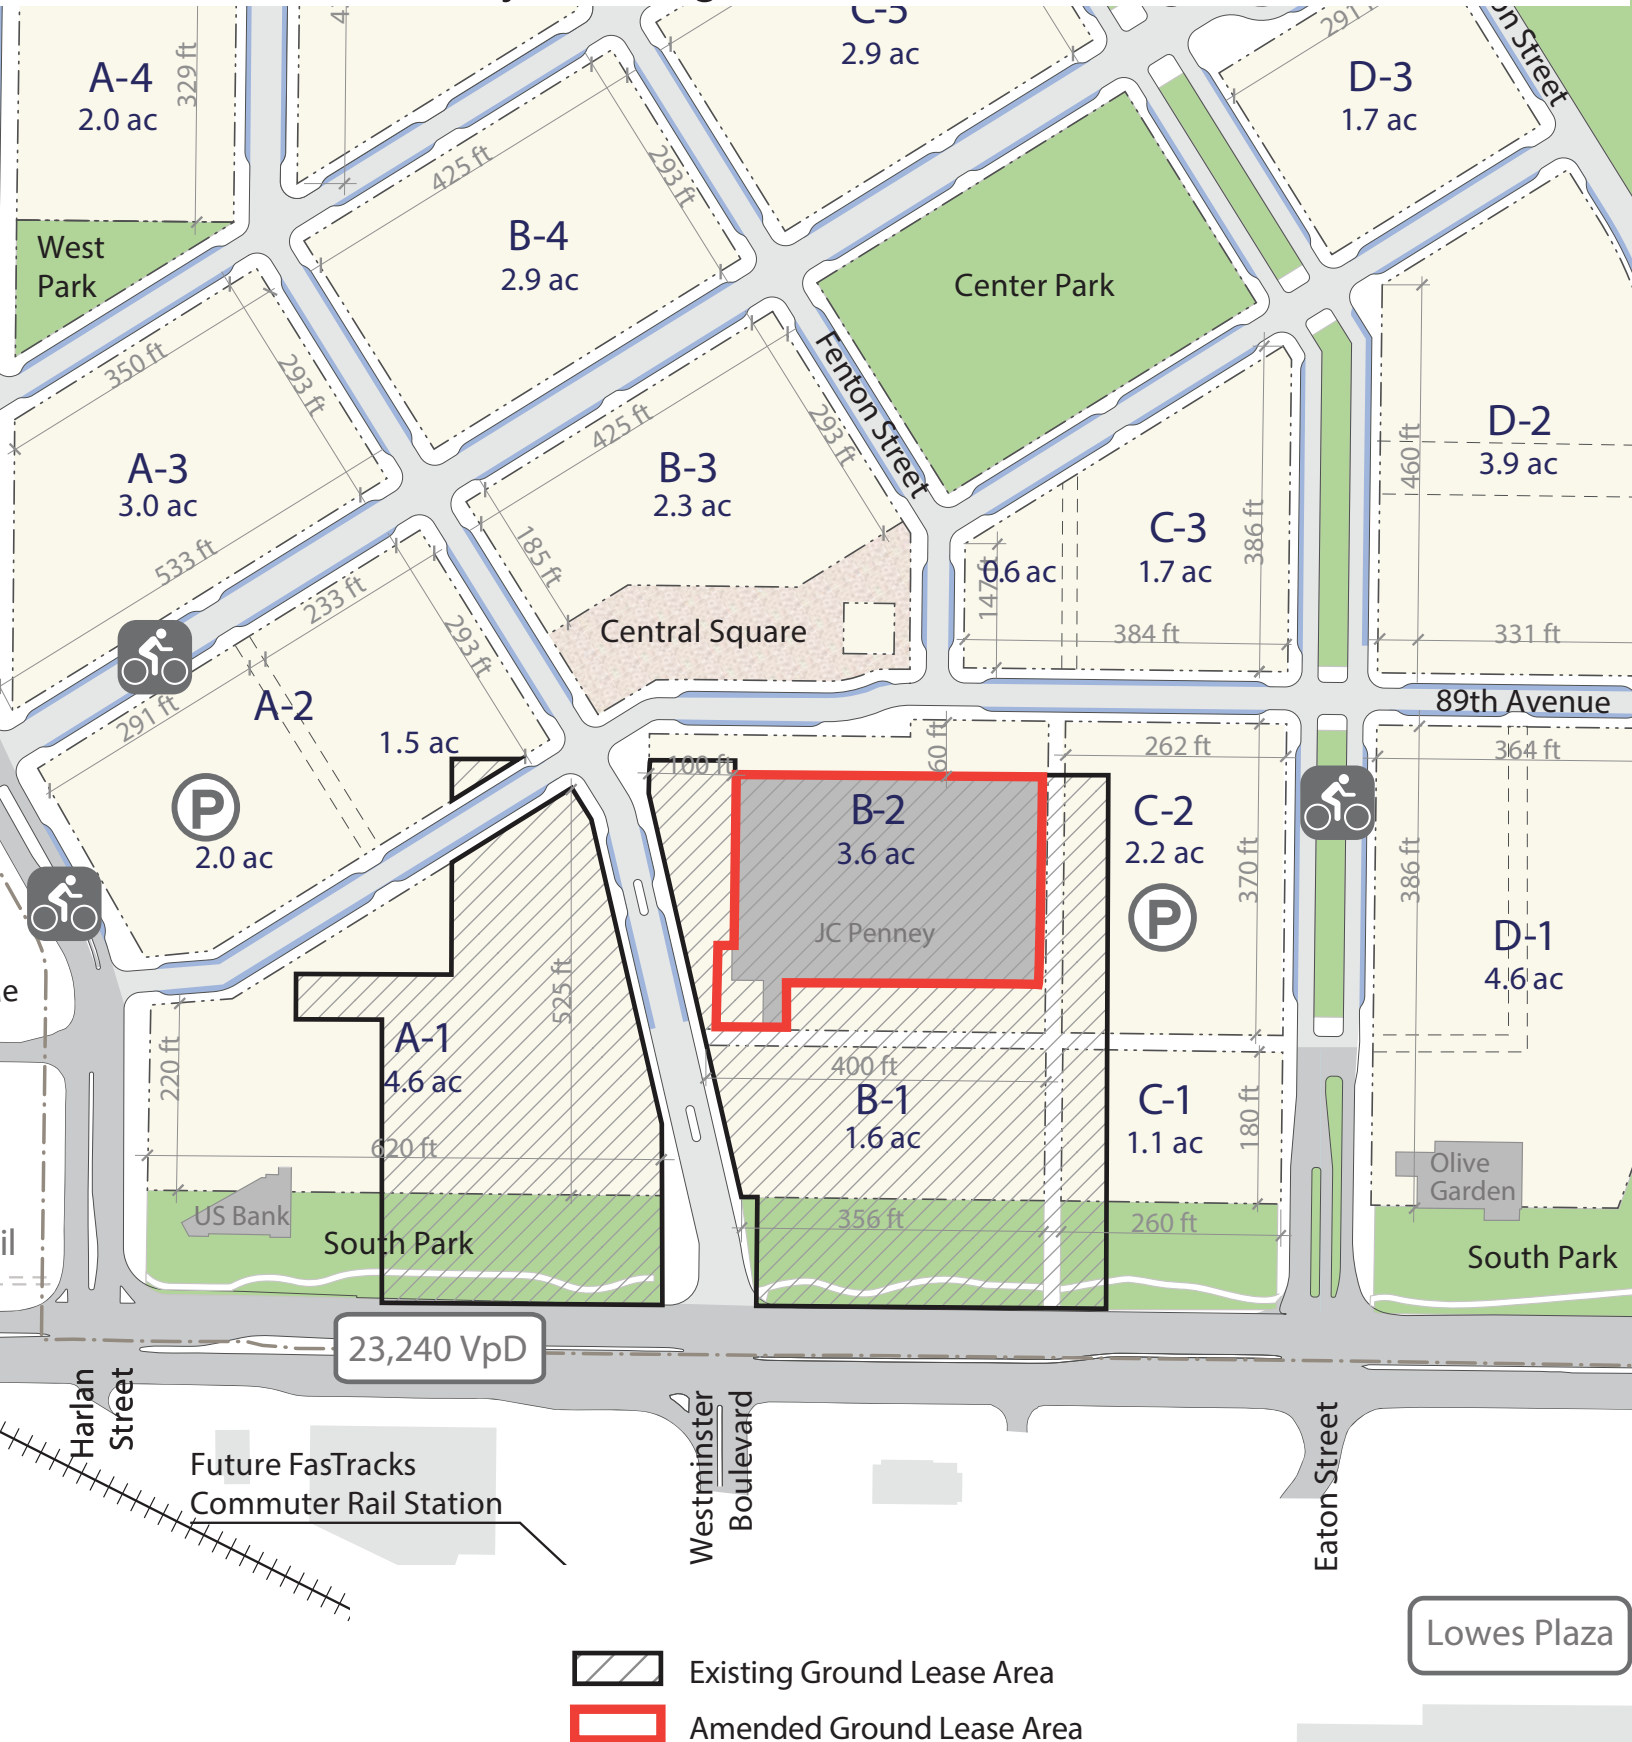 C-5
2.9 ac
291
on Street
A-4
2.0 ac
329 ft
4
D-3
1.7 ac
425 ft
293 ft
B-4
2.9 ac
West
Park
Center Park
350 ft
293 ft
Fenton Street
425 ft
293 ft
A-3
3.0 ac
B-3
2.3 ac
460 ft
D-2
3.9 ac
533 ft
185 ft
C-3
1.7 ac
386 ft
0.6 ac
147 ft
233 ft
293 ft
Central Square
384 ft
331 ft
291 ft
A-2
1.5 ac
89th Avenue
60 ft
262 ft
364 ft
100 ft
P
2.0 ac
B-2
3.6 ac
C-2
2.2 ac
370 ft
386 ft
JC Penney
P
D-1
4.6 ac
e
525 ft
A-1
4.6 ac
220 ft
400 ft
B-1
1.6 ac
C-1
1.1 ac
180 ft
620 ft
Olive
Garden
US Bank
356 ft
260 ft
il
South Park
South Park
23,240 VpD
Harlan
Street
Westminster
Boulevard
Eaton Street
Future FasTracks
Commuter Rail Station
Lowes Plaza
Existing Ground Lease Area
Amended Ground Lease Area